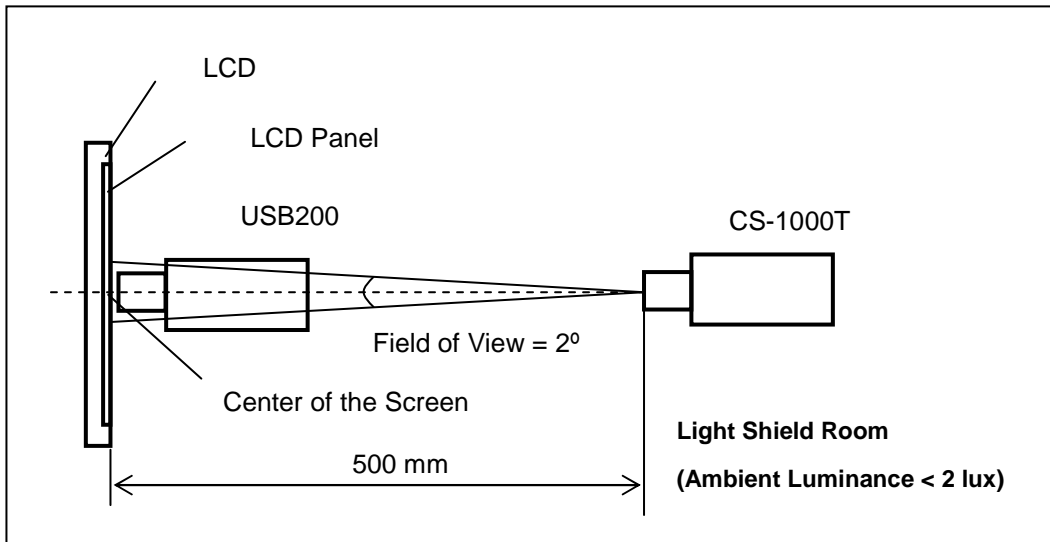 LCD
LCD Panel
USB200
CS-1000T
Field of View = 2º
Center of the Screen
500 mm
Light Shield Room
(Ambient Luminance < 2 lux)